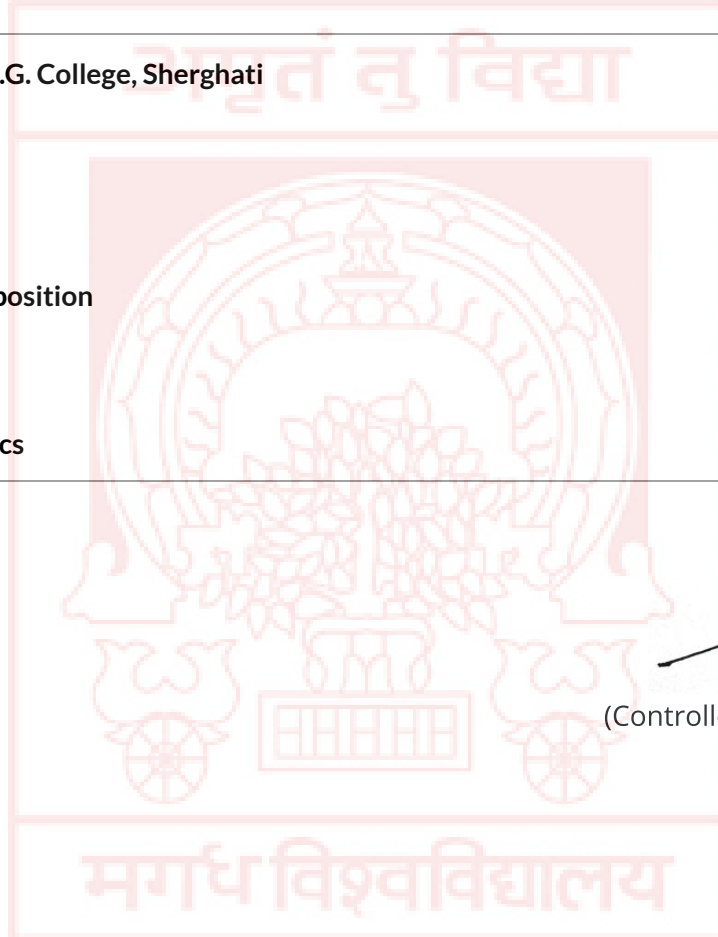 अमृतं तु विद्या
.G. College, Sherghati
position
cs
(Controll
मगध विश्वविद्यालय